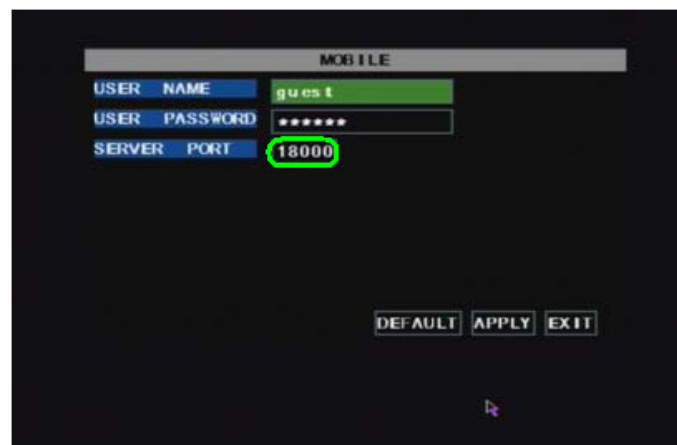 MOBILE
USER NAME guest
USER PASSWORD ******
SERVER PORT 18000
DEFAULT APPLY EXIT